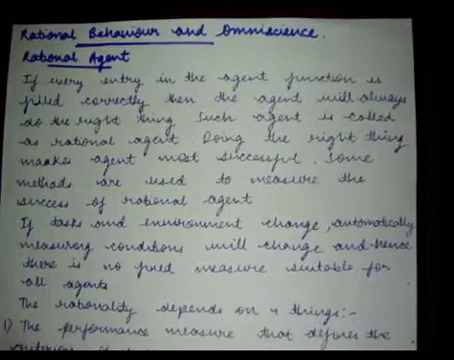 Rational Behaviour and Omniscience.
Rational Agent
If every entry in the agent function is
filled correctly then the agent will always
do the right thing Such agent is called
as rational agent. Doing the right thing
makes agent most successful. Some
methods are used to measure the
success of rational agent
If tasks and environment change, automatically
measuring conditions will change and hence
there is no fixed measure suitable for
all agents
The rationality depends on 4 things:-
1) The performance measure that defines the